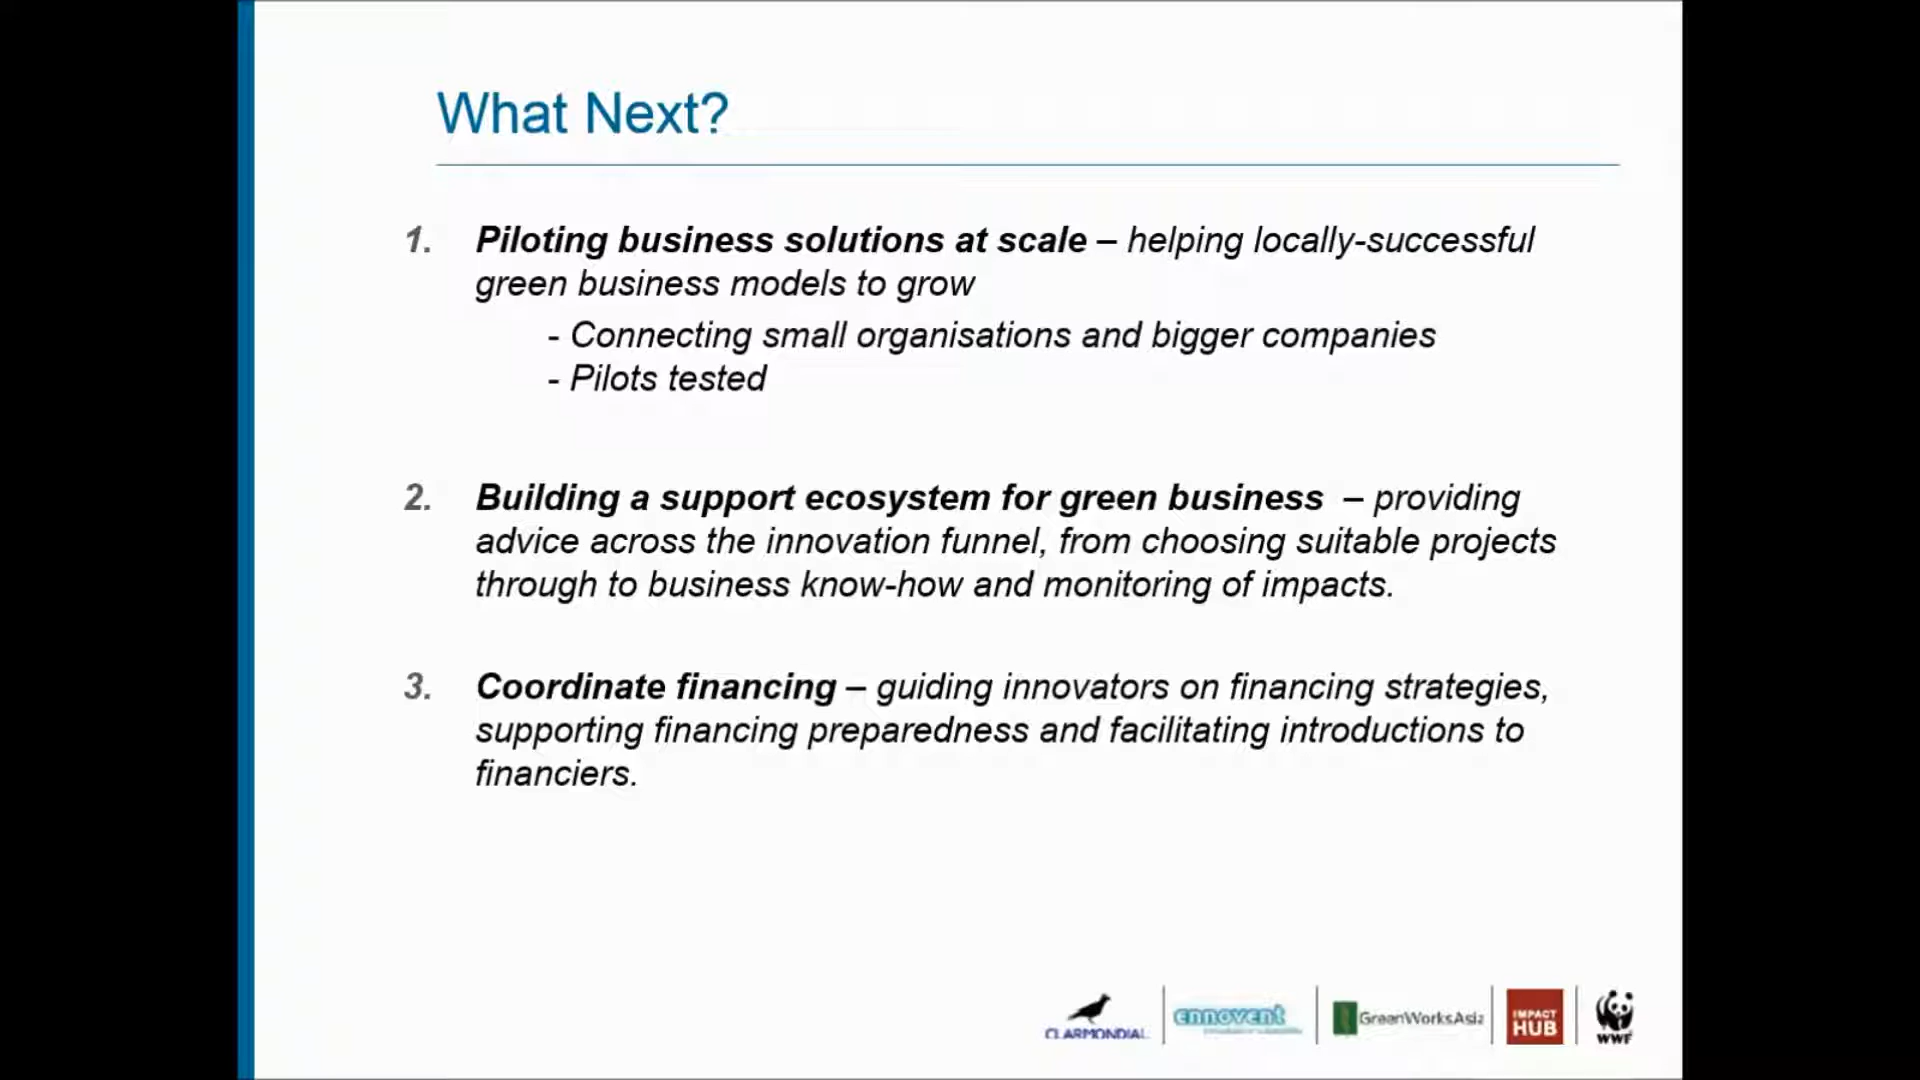 What Next?
1. Piloting business solutions at scale – helping locally-successful
green business models to grow
- Connecting small organisations and bigger companies
- Pilots tested
2. Building a support ecosystem for green business – providing
advice across the innovation funnel, from choosing suitable projects
through to business know-how and monitoring of impacts.
3. Coordinate financing – guiding innovators on financing strategies,
supporting financing preparedness and facilitating introductions to
financiers.
CLARMONDIAL
ennovent
GreenWorksAsia
IMPACT
HUB
WWF